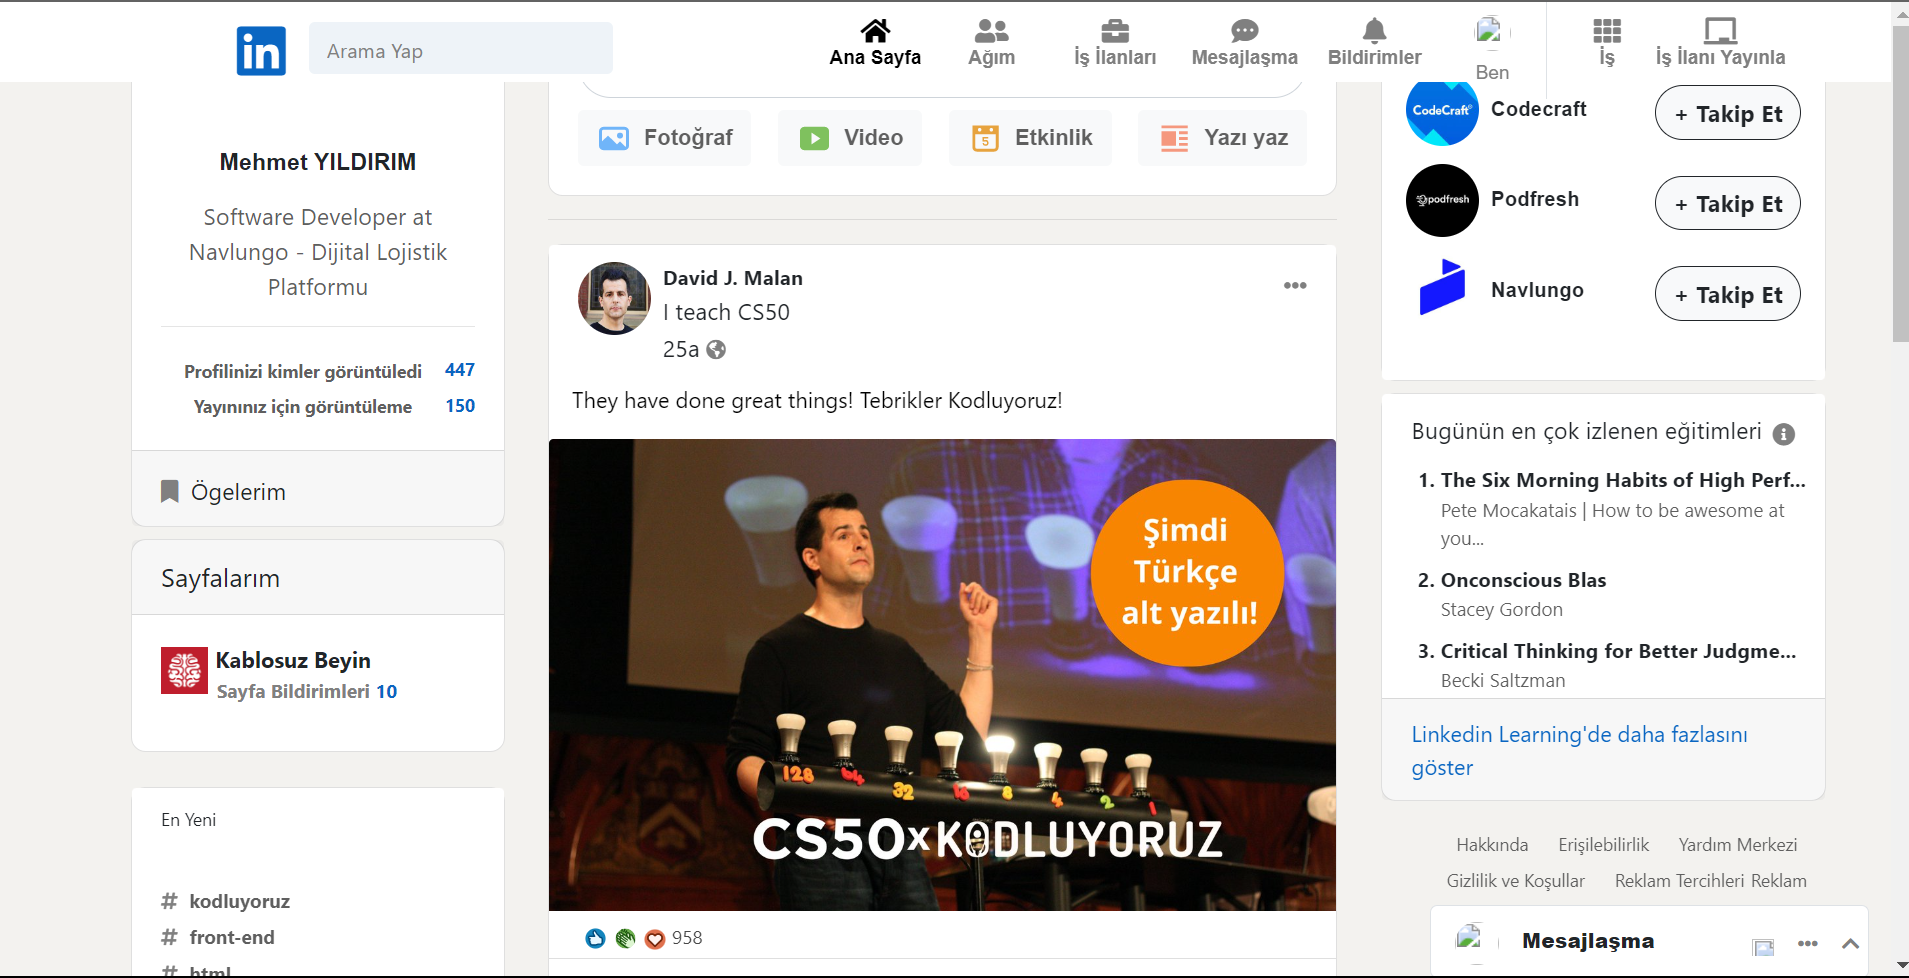 in
Arama Yap
Ana Sayfa
Ağım
İş İlanları
Mesajlaşma
Bildirimler
Ben
İş
İş İlanı Yayınla
Mehmet YILDIRIM
Software Developer at
Navlungo - Dijital Lojistik
Platformu
Profilinizi kimler görüntüledi 447
Yayınınız için görüntüleme 150
Ögelerim
Sayfalarım
Kablosuz Beyin
Sayfa Bildirimleri 10
En Yeni
# kodluyoruz
# front-end
# html
Fotoğraf
Video
5
Etkinlik
Yazı yaz
David J. Malan
I teach CS50
25a
They have done great things! Tebrikler Kodluyoruz!
Şimdi
Türkçe
alt yazılı!
128 64 32 16 8 4 2 1
CS50xKODLUYORUZ
958
CodeCraft
Codecraft
+ Takip Et
podfresh
Podfresh
+ Takip Et
Navlungo
+ Takip Et
Bugünün en çok izlenen eğitimleri
1. The Six Morning Habits of High Perf...
Pete Mocakatais | How to be awesome at
you...
2. Onconscious Blas
Stacey Gordon
3. Critical Thinking for Better Judgme...
Becki Saltzman
Linkedin Learning'de daha fazlasını
göster
Hakkında Erişilebilirlik Yardım Merkezi
Gizlilik ve Koşullar Reklam Tercihleri Reklam
Mesajlaşma